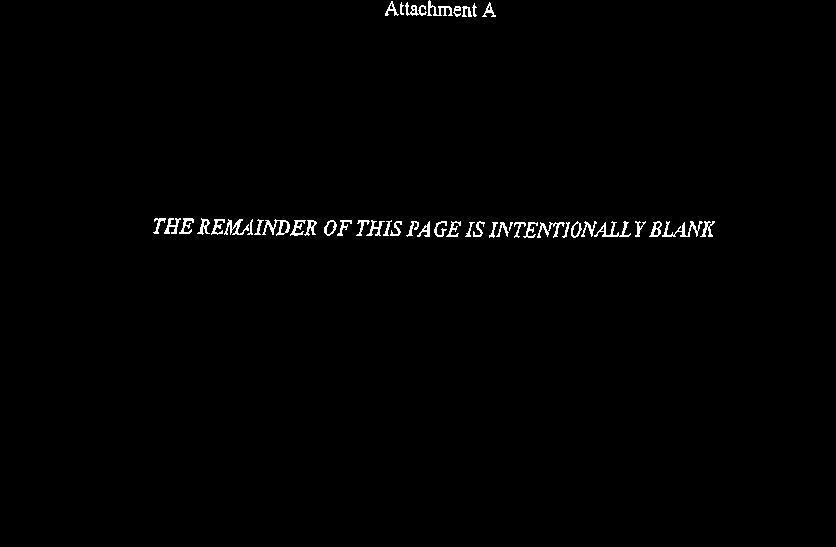 Attachment A
THE REMAINDER OF THIS PAGE IS INTENTIONALLY BLANK